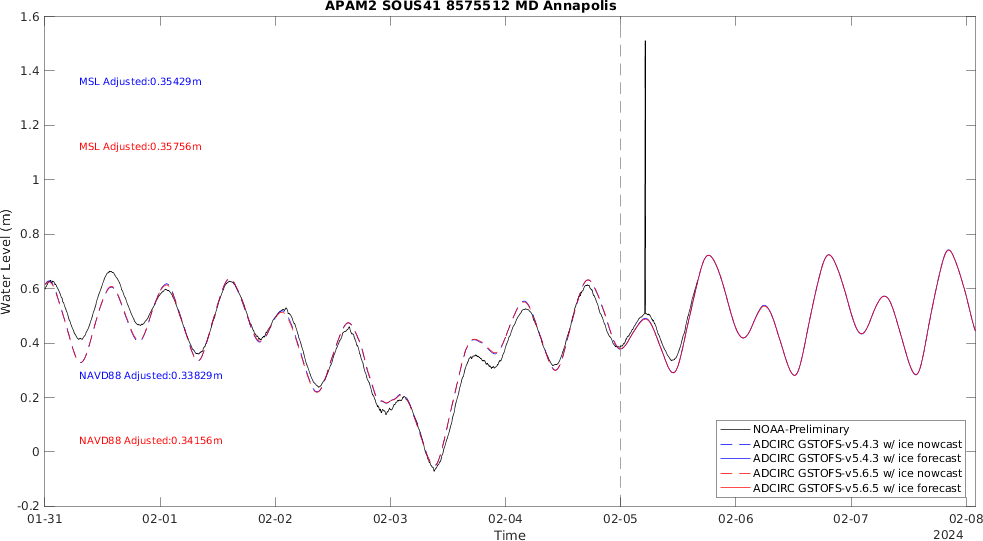 APAM2 SOUS41 8575512 MD Annapolis
1.6
1.4
1.2
1
0.8
0.6
0.4
0.2
0
-0.2
Water Level (m)
MSL Adjusted:0.35429m
MSL Adjusted:0.35756m
NAVD88 Adjusted:0.33829m
NAVD88 Adjusted:0.34156m
NOAA-Preliminary
ADCIRC GSTOFS-v5.4.3 w/ ice nowcast
ADCIRC GSTOFS-v5.4.3 w/ ice forecast
ADCIRC GSTOFS-v5.6.5 w/ ice nowcast
ADCIRC GSTOFS-v5.6.5 w/ ice forecast
01-31 02-01 02-02 02-03 02-04 02-05 02-06 02-07 02-08
Time
2024